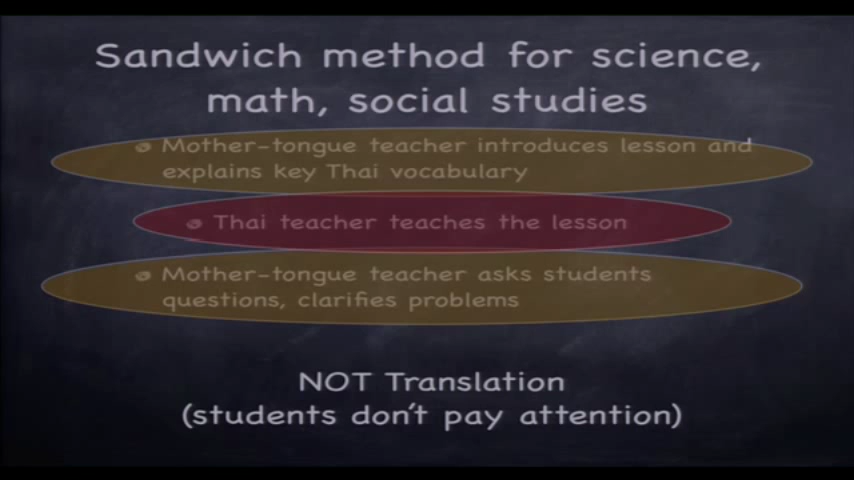 Sandwich method for science,
math, social studies
Mother-tongue teacher introduces lesson and
explains key Thai vocabulary
Thai teacher teaches the lesson
Mother-tongue teacher asks students
questions, clarifies problems
NOT Translation
(students don't pay attention)